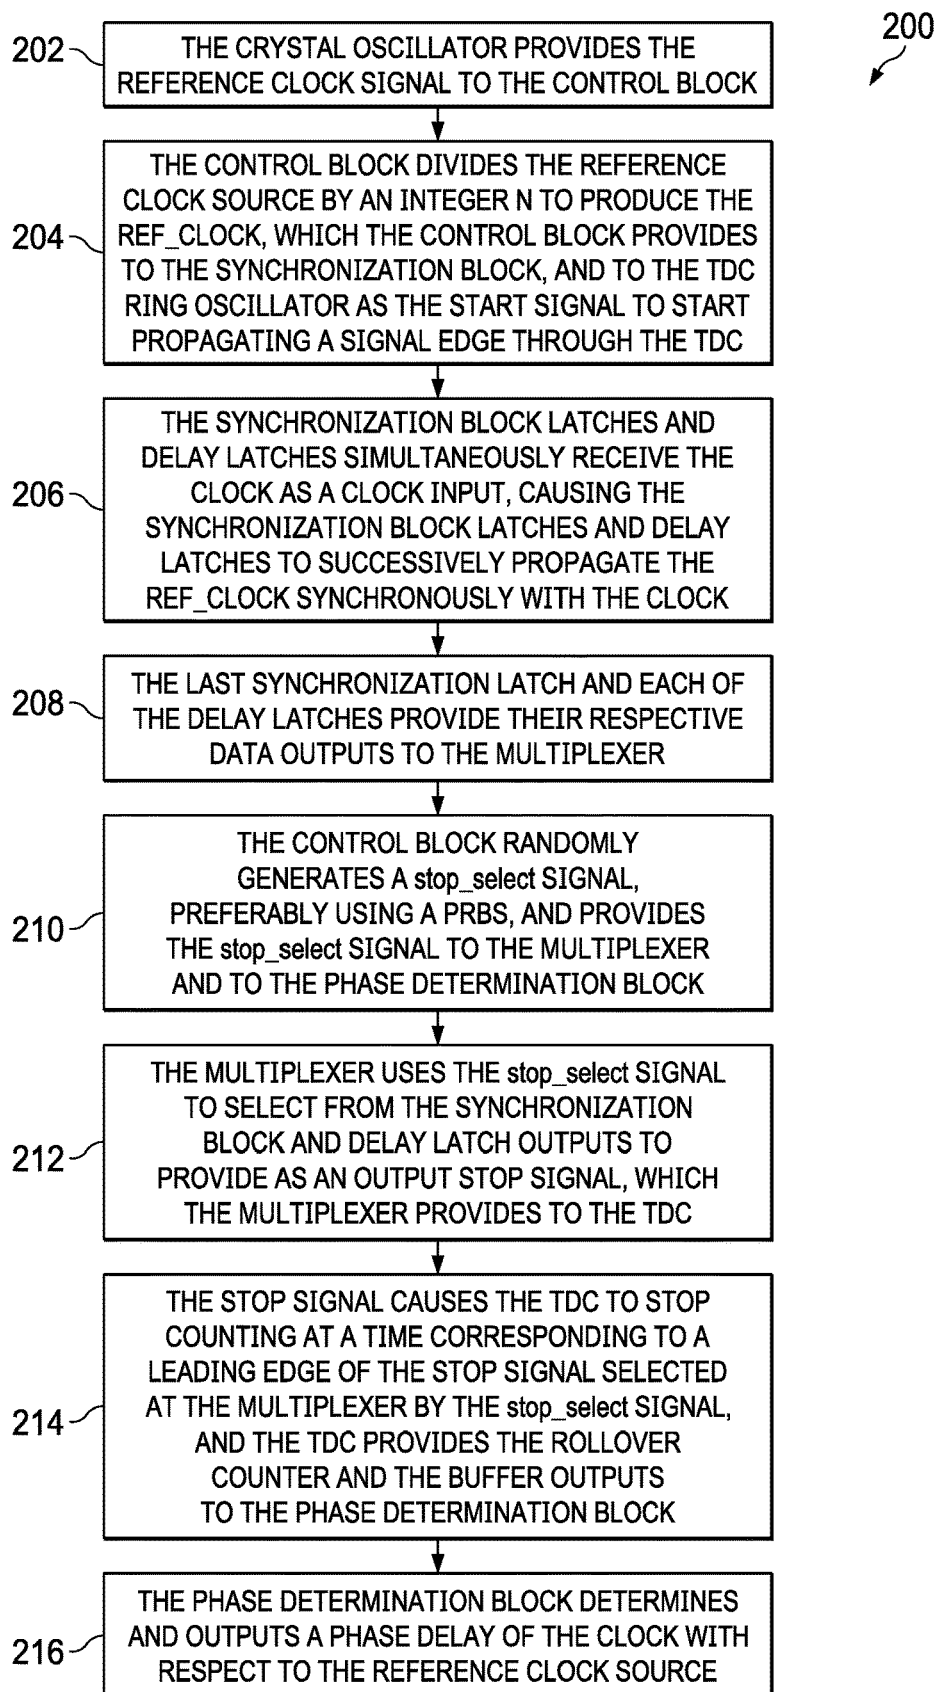 200
202
THE CRYSTAL OSCILLATOR PROVIDES THE
REFERENCE CLOCK SIGNAL TO THE CONTROL BLOCK
204
THE CONTROL BLOCK DIVIDES THE REFERENCE
CLOCK SOURCE BY AN INTEGER N TO PRODUCE THE
REF_CLOCK, WHICH THE CONTROL BLOCK PROVIDES
TO THE SYNCHRONIZATION BLOCK, AND TO THE TDC
RING OSCILLATOR AS THE START SIGNAL TO START
PROPAGATING A SIGNAL EDGE THROUGH THE TDC
206
THE SYNCHRONIZATION BLOCK LATCHES AND
DELAY LATCHES SIMULTANEOUSLY RECEIVE THE
CLOCK AS A CLOCK INPUT, CAUSING THE
SYNCHRONIZATION BLOCK LATCHES AND DELAY
LATCHES TO SUCCESSIVELY PROPAGATE THE
REF_CLOCK SYNCHRONOUSLY WITH THE CLOCK
208
THE LAST SYNCHRONIZATION LATCH AND EACH OF
THE DELAY LATCHES PROVIDE THEIR RESPECTIVE
DATA OUTPUTS TO THE MULTIPLEXER
210
THE CONTROL BLOCK RANDOMLY
GENERATES A stop_select SIGNAL,
PREFERABLY USING A PRBS, AND PROVIDES
THE stop_select SIGNAL TO THE MULTIPLEXER
AND TO THE PHASE DETERMINATION BLOCK
212
THE MULTIPLEXER USES THE stop_select SIGNAL
TO SELECT FROM THE SYNCHRONIZATION
BLOCK AND DELAY LATCH OUTPUTS TO
PROVIDE AS AN OUTPUT STOP SIGNAL, WHICH
THE MULTIPLEXER PROVIDES TO THE TDC
214
THE STOP SIGNAL CAUSES THE TDC TO STOP
COUNTING AT A TIME CORRESPONDING TO A
LEADING EDGE OF THE STOP SIGNAL SELECTED
AT THE MULTIPLEXER BY THE stop_select SIGNAL,
AND THE TDC PROVIDES THE ROLLOVER
COUNTER AND THE BUFFER OUTPUTS
TO THE PHASE DETERMINATION BLOCK
216
THE PHASE DETERMINATION BLOCK DETERMINES
AND OUTPUTS A PHASE DELAY OF THE CLOCK WITH
RESPECT TO THE REFERENCE CLOCK SOURCE